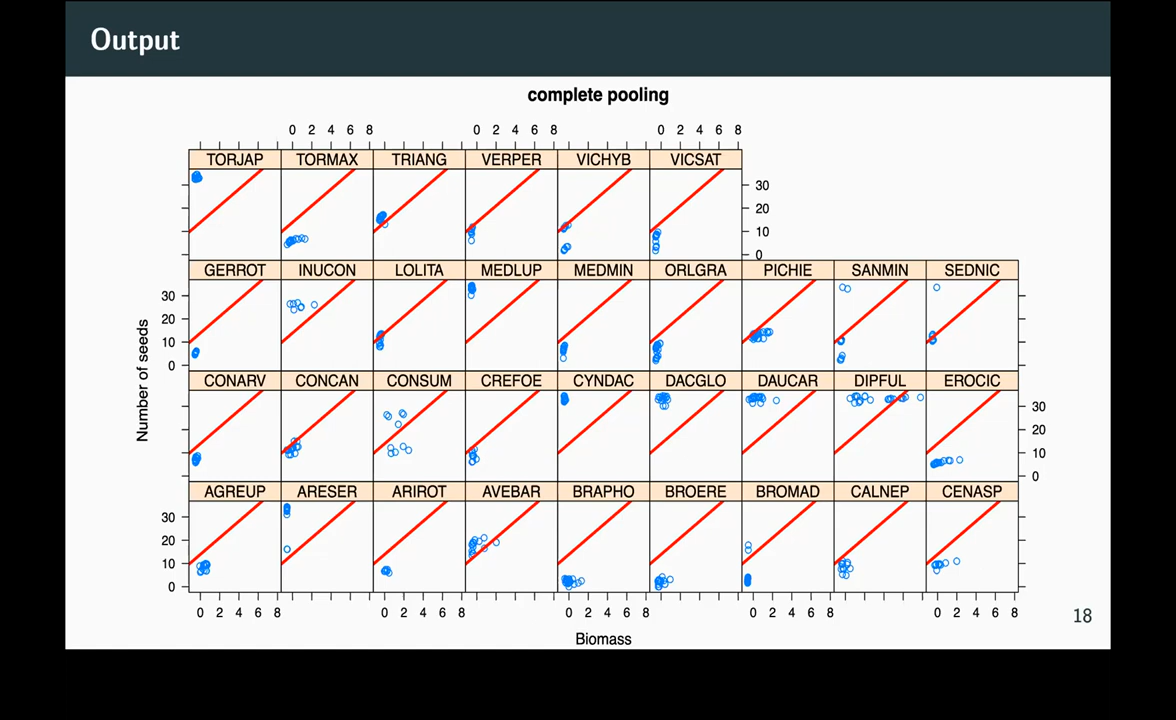 Output
complete pooling
0 2 4 6 8 0 2 4 6 8 0 2 4 6 8
TORJAP TORMAX TRIANG VERPER VICHYB VICSAT
30
20
10
0
GERROT INUCON LOLITA MEDLUP MEDMIN ORLGRA PICHIE SANMIN SEDNIC
30
20
10
0
CONARV CONCAN CONSUM CREFOE CYNDAC DACGLO DAUCAR DIPFUL EROCIC
30
20
10
0
AGREUP ARESER ARIROT AVEBAR BRAPHO BROERE BROMAD CALNEP CENASP
30
20
10
0
0 2 4 6 8 0 2 4 6 8 0 2 4 6 8 0 2 4 6 8 0 2 4 6 8
Number of seeds
Biomass
18